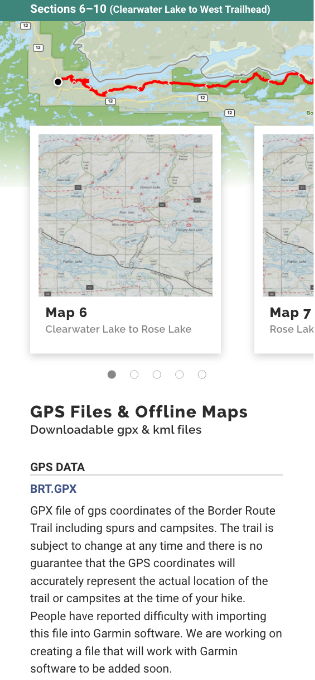 Sections 6–10 (Clearwater Lake to West Trailhead)
12
12
12
12
12
12
Map 6
Clearwater Lake to Rose Lake
Map 7
Rose Lak
GPS Files & Offline Maps
Downloadable gpx & kml files
GPS DATA
BRT.GPX
GPX file of gps coordinates of the Border Route
Trail including spurs and campsites. The trail is
subject to change at any time and there is no
guarantee that the GPS coordinates will
accurately represent the actual location of the
trail or campsites at the time of your hike.
People have reported difficulty with importing
this file into Garmin software. We are working on
creating a file that will work with Garmin
software to be added soon.